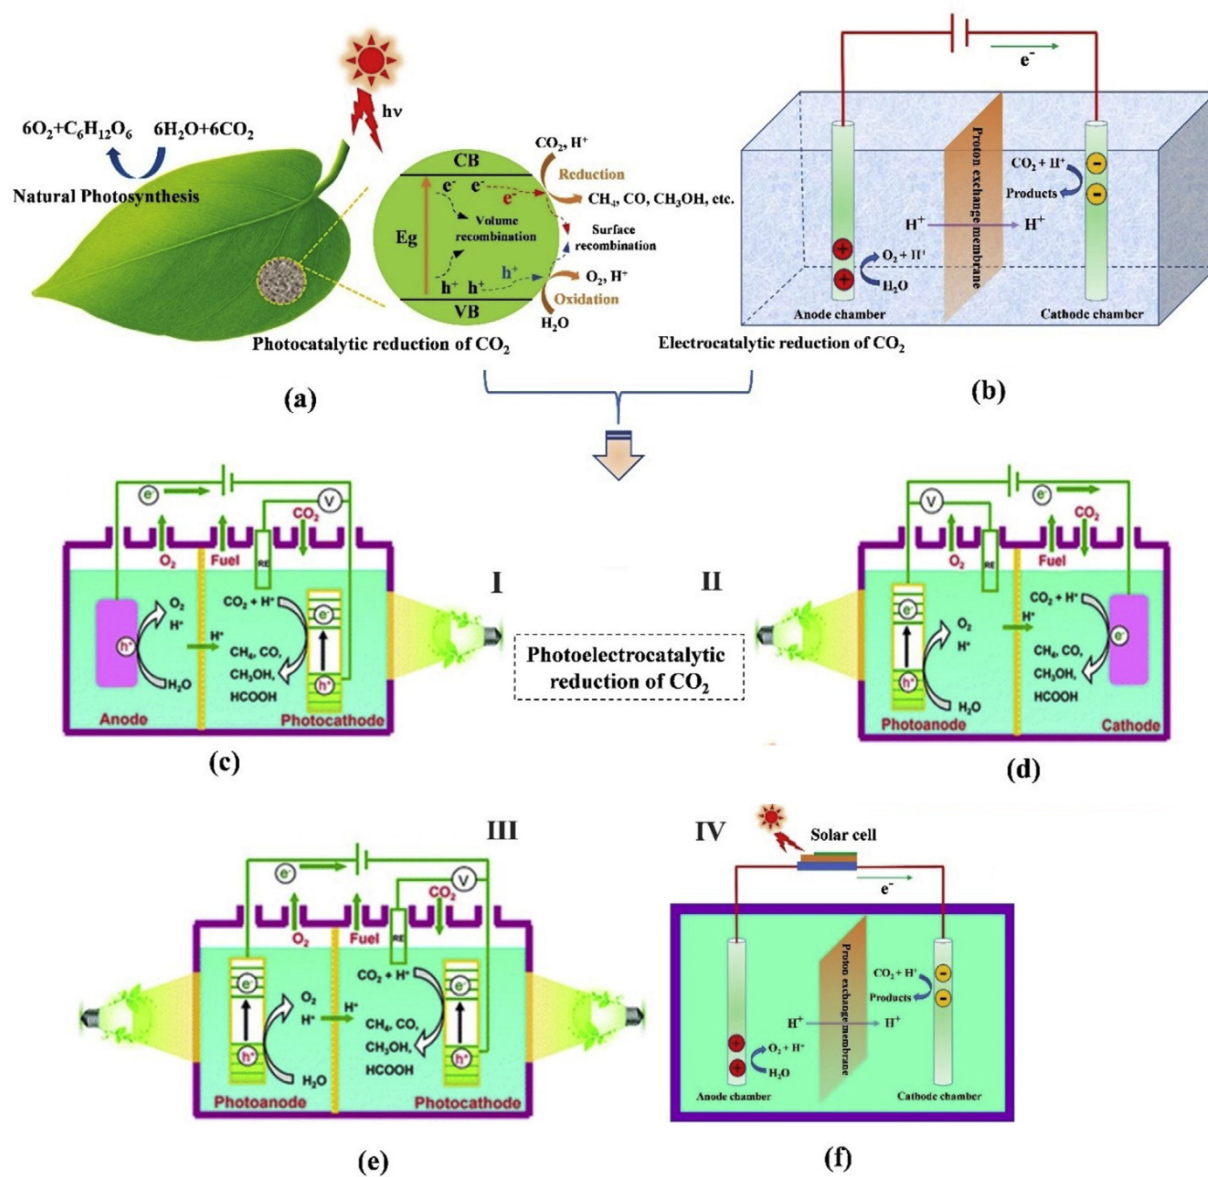 hν
6O₂+C₆H₁₂O₆ 6H₂O+6CO₂
Natural Photosynthesis
CB
e⁻ e⁻ e⁻
Eg
Volume
recombination
h⁺ h⁺ h⁺
VB
CO₂, H⁺
Reduction
CH₄, CO, CH₃OH, etc.
Surface
recombination
O₂, H⁺
Oxidation
H₂O
Photocatalytic reduction of CO₂
(a)
e⁻
Proton exchange membrane
CO₂ + H⁺
Products
H⁺ H⁺
O₂ + H⁺
H₂O
+
+
-
-
Anode chamber
Cathode chamber
Electrocatalytic reduction of CO₂
(b)
e⁻
V
CO₂
O₂
Fuel
RE
I
O₂
H⁺
h⁺
H⁺
H₂O
CO₂ + H⁺
CH₄, CO,
CH₃OH,
HCOOH
e⁻
h⁺
Anode
Photocathode
(c)
Photoelectrocatalytic
reduction of CO₂
II
V
e⁻
CO₂
O₂
RE
Fuel
e⁻
h⁺
O₂
H⁺
H₂O
H⁺
CO₂ + H⁺
CH₄, CO,
CH₃OH,
HCOOH
e⁻
Photoanode
Cathode
(d)
III
e⁻
V
CO₂
O₂
Fuel
RE
e⁻
h⁺
O₂
H⁺
H₂O
H⁺
CO₂ + H⁺
CH₄, CO,
CH₃OH,
HCOOH
e⁻
h⁺
Photoanode
Photocathode
(e)
IV
Solar cell
e⁻
Proton exchange membrane
CO₂ + H⁺
Products
H⁺ H⁺
O₂ + H⁺
H₂O
+
+
-
-
Anode chamber
Cathode chamber
(f)